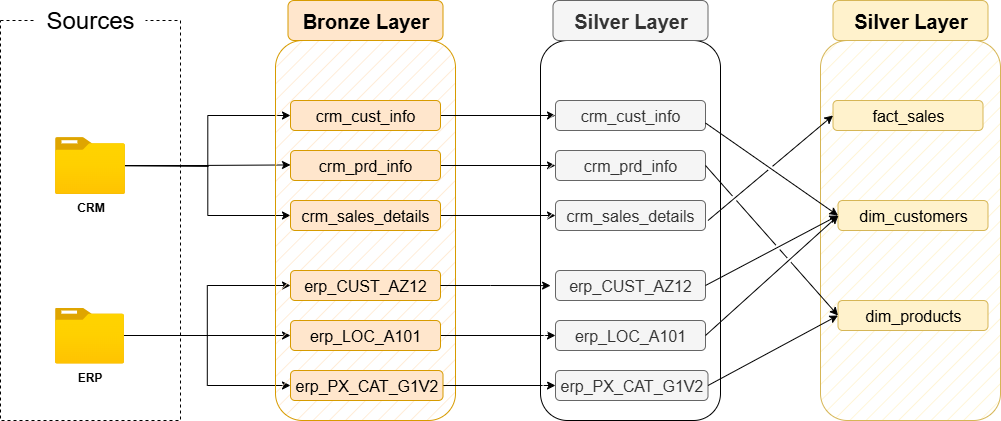 Sources
Bronze Layer
Silver Layer
Silver Layer
CRM
ERP
crm_cust_info
crm_prd_info
crm_sales_details
erp_CUST_AZ12
erp_LOC_A101
erp_PX_CAT_G1V2
crm_cust_info
crm_prd_info
crm_sales_details
erp_CUST_AZ12
erp_LOC_A101
erp_PX_CAT_G1V2
fact_sales
dim_customers
dim_products